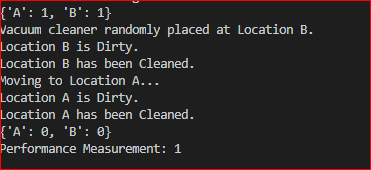 {'A': 1, 'B': 1}
Vacuum cleaner randomly placed at Location B.
Location B is Dirty.
Location B has been Cleaned.
Moving to Location A...
Location A is Dirty.
Location A has been Cleaned.
{'A': 0, 'B': 0}
Performance Measurement: 1